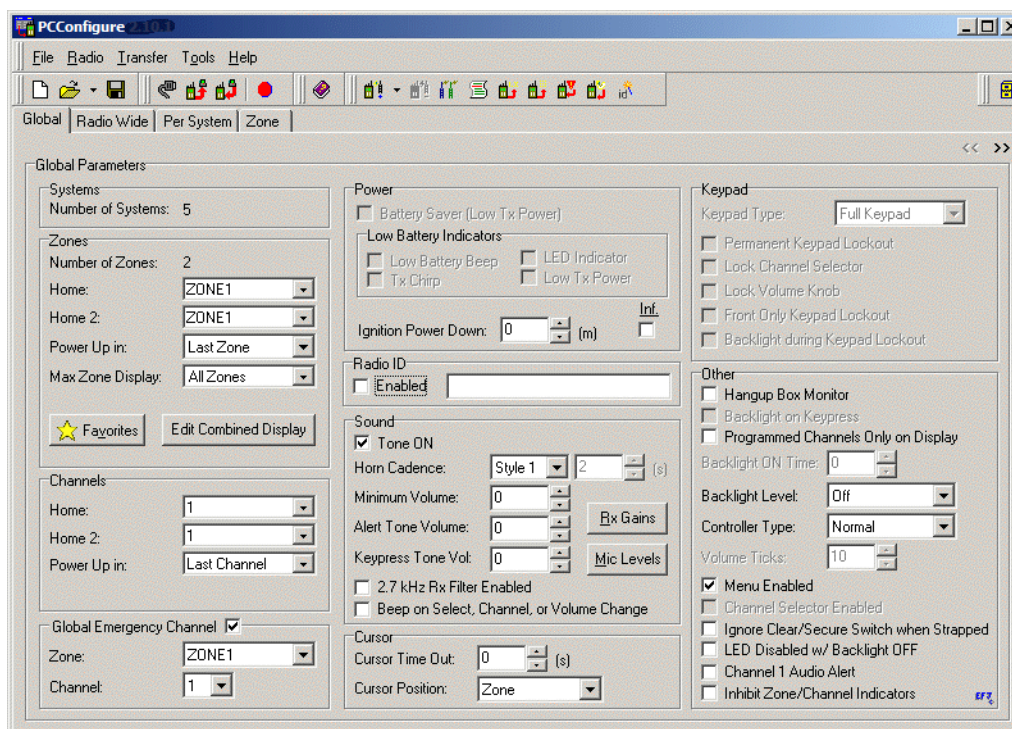 PCConfigure
File Radio Transfer Tools Help
Global Radio Wide Per System Zone
<< >>
Global Parameters
Systems
Number of Systems: 5
Zones
Number of Zones: 2
Home: ZONE1
Home 2: ZONE1
Power Up in: Last Zone
Max Zone Display: All Zones
Favorites Edit Combined Display
Channels
Home: 1
Home 2: 1
Power Up in: Last Channel
Global Emergency Channel
Zone: ZONE1
Channel: 1
Power
Battery Saver (Low Tx Power)
Low Battery Indicators
Low Battery Beep LED Indicator
Tx Chirp Low Tx Power
Inf.
Ignition Power Down: 0 (m)
Radio ID
Enabled
Sound
Tone ON
Horn Cadence: Style 1 2 (s)
Minimum Volume: 0
Rx Gains
Alert Tone Volume: 0
Keypress Tone Vol: 0
Mic Levels
2.7 kHz Rx Filter Enabled
Beep on Select, Channel, or Volume Change
Cursor
Cursor Time Out: 0 (s)
Cursor Position: Zone
Keypad
Keypad Type: Full Keypad
Permanent Keypad Lockout
Lock Channel Selector
Lock Volume Knob
Front Only Keypad Lockout
Backlight during Keypad Lockout
Other
Hangup Box Monitor
Backlight on Keypress
Programmed Channels Only on Display
Backlight ON Time: 0
Backlight Level: Off
Controller Type: Normal
Volume Ticks: 10
Menu Enabled
Channel Selector Enabled
Ignore Clear/Secure Switch when Strapped
LED Disabled w/ Backlight OFF
Channel 1 Audio Alert
Inhibit Zone/Channel Indicators